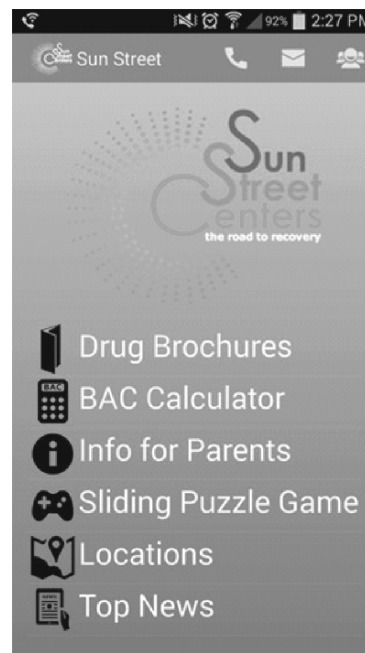 92% 2:27 PM
Sun Street
Sun
Street
Centers
the road to recovery
Drug Brochures
BAC
BAC Calculator
Info for Parents
Sliding Puzzle Game
Locations
NEWS
Top News